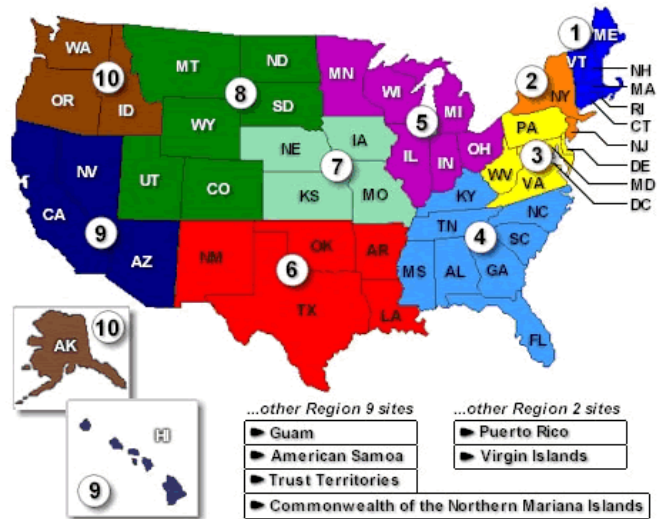 1 ME
WA VT
MT ND NH
10 MN 2 MA
OR ID 8 WI NY RI
SD MI CT
WY 5 PA NJ
IA OH 3 DE
NV NE 7 IL IN WV MD
UT CO VA DC
CA KS MO KY
9 NC
AZ OK AR TN 4 SC
NM 6 MS AL GA
TX LA
10 FL
AK
...other Region 9 sites ...other Region 2 sites
HI Guam Puerto Rico
American Samoa Virgin Islands
9 Trust Territories
Commonwealth of the Northern Mariana Islands